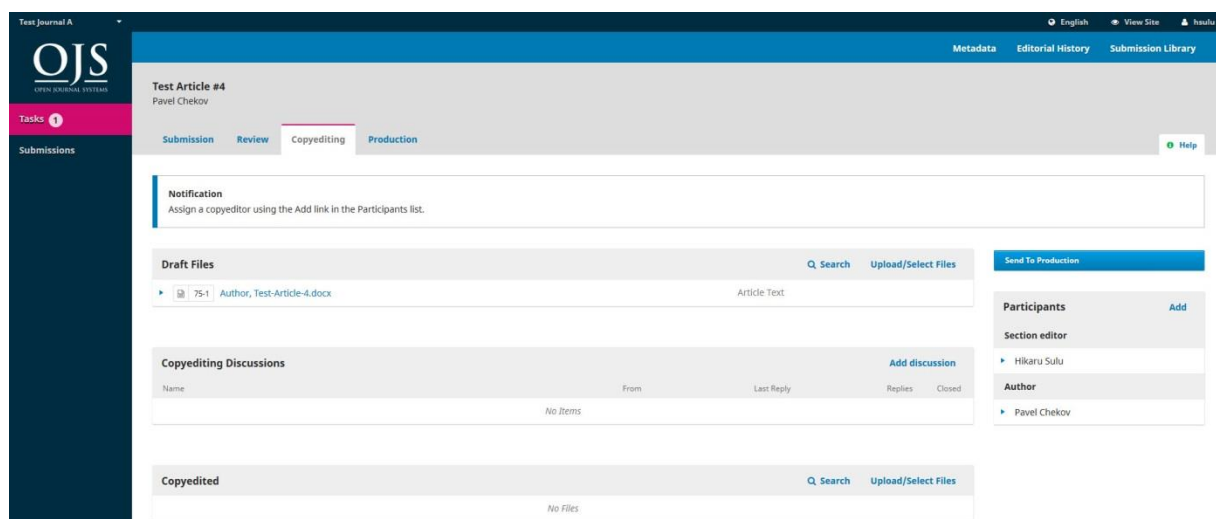 Test Journal A
English
View Site
hsulu
OJS
OPEN JOURNAL SYSTEMS
Metadata
Editorial History
Submission Library
Tasks 1
Submissions
Test Article #4
Pavel Chekov
Submission
Review
Copyediting
Production
Help
Notification
Assign a copyeditor using the Add link in the Participants list.
Draft Files
Search
Upload/Select Files
75-1 Author, Test-Article-4.docx
Article Text
Copyediting Discussions
Add discussion
Name
From
Last Reply
Replies
Closed
No Items
Copyedited
Search
Upload/Select Files
No Files
Send To Production
Participants
Add
Section editor
Hikaru Sulu
Author
Pavel Chekov